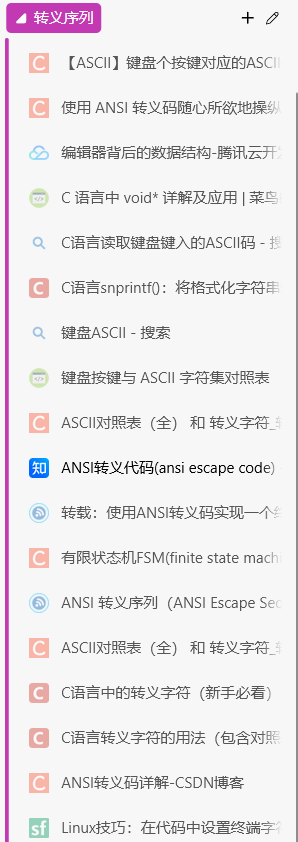 转义序列
【ASCII】键盘个按键对应的ASCII
使用 ANSI 转义码随心所欲地操纵
编辑器背后的数据结构-腾讯云开发
C 语言中 void* 详解及应用 | 菜鸟
C语言读取键盘键入的ASCII码 - 搜
C语言snprintf()：将格式化字符串
键盘ASCII - 搜索
键盘按键与 ASCII 字符集对照表
ASCII对照表（全） 和 转义字符_转
ANSI转义代码(ansi escape code)
转载：使用ANSI转义码实现一个终
有限状态机FSM(finite state machi
ANSI 转义序列（ANSI Escape Sec
ASCII对照表（全） 和 转义字符_转
C语言中的转义字符（新手必看）
C语言转义字符的用法（包含对照
ANSI转义码详解-CSDN博客
Linux技巧：在代码中设置终端字符